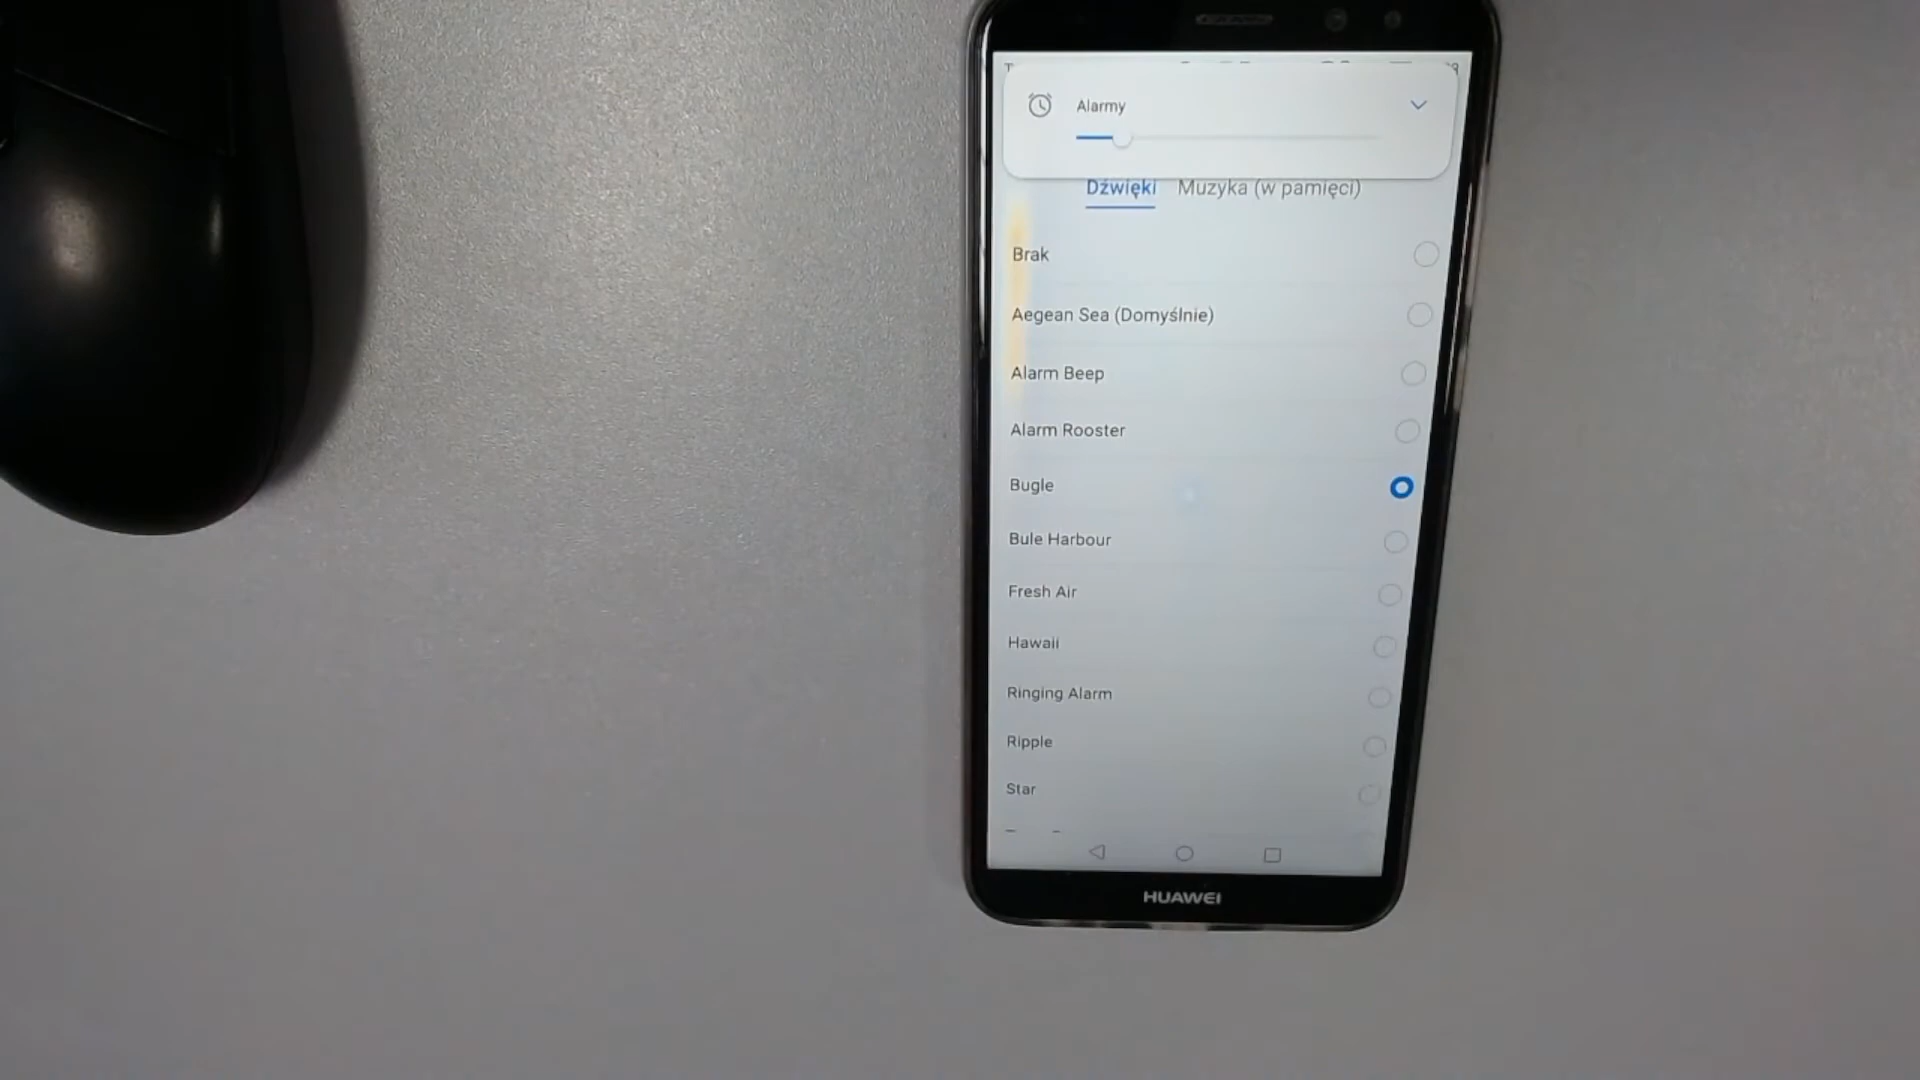 Alarmy
Dźwięki Muzyka (w pamięci)
Brak
Aegean Sea (Domyślnie)
Alarm Beep
Alarm Rooster
Bugle
Bule Harbour
Fresh Air
Hawaii
Ringing Alarm
Ripple
Star
HUAWEI